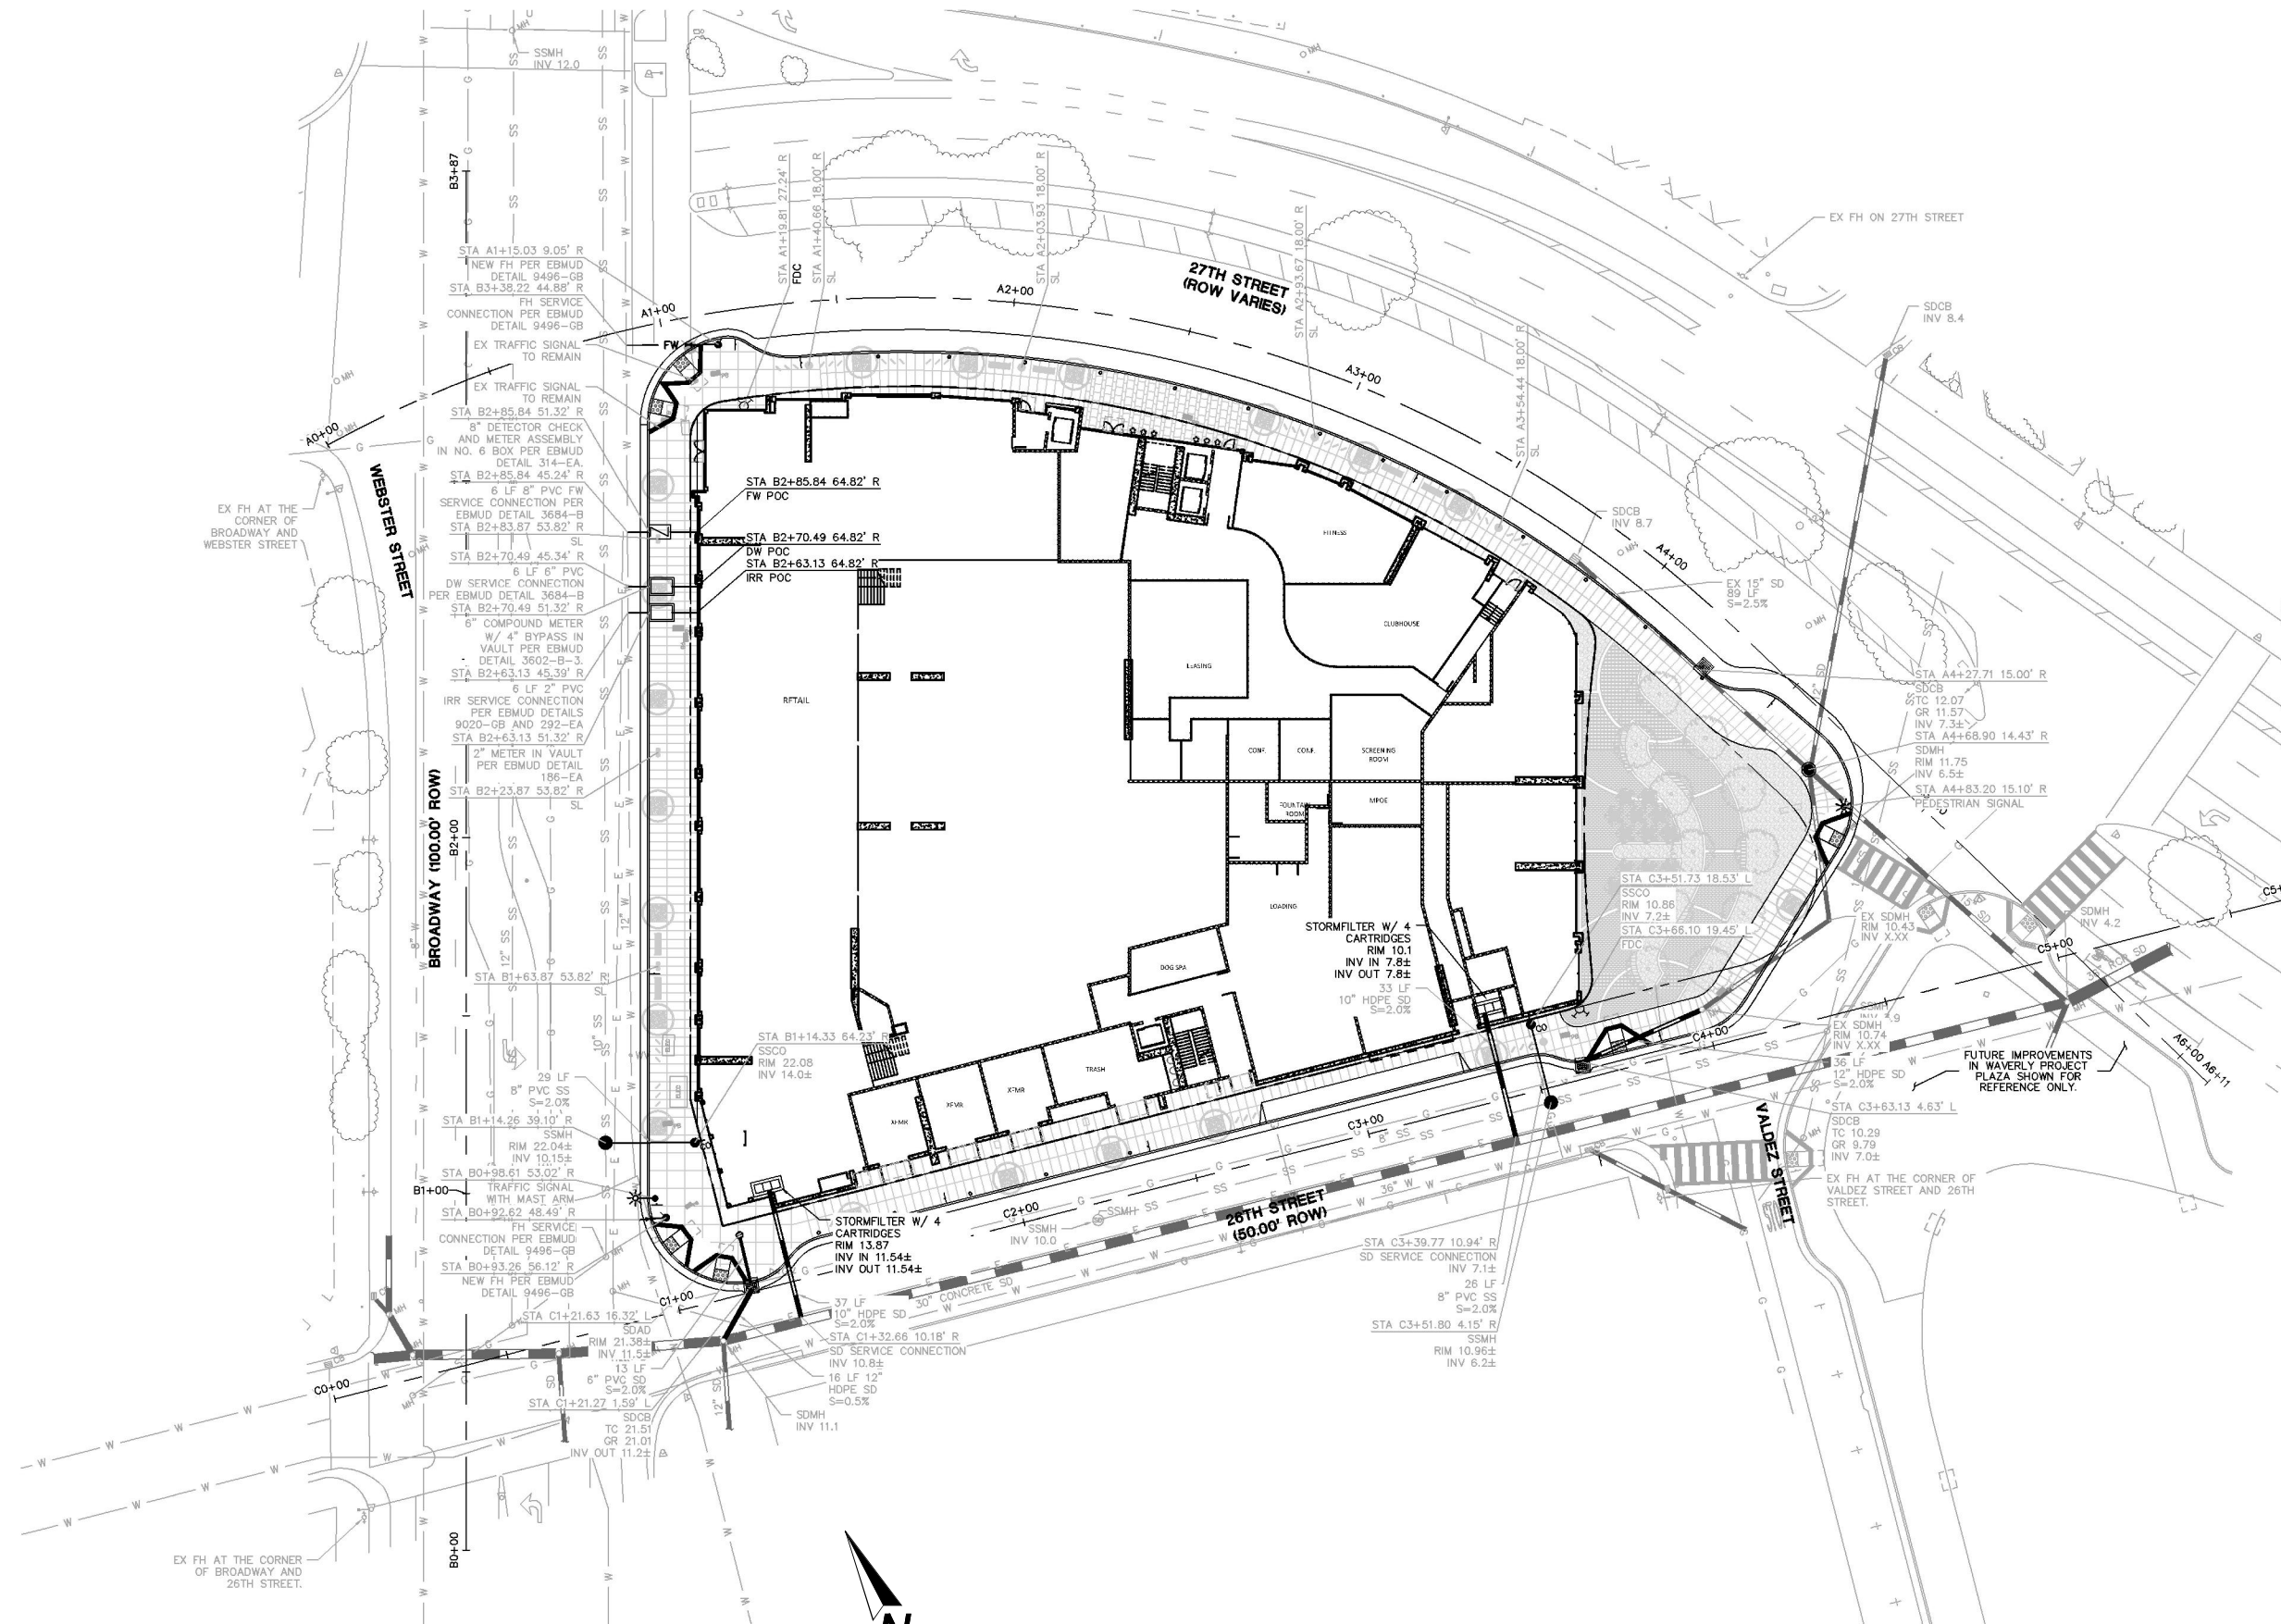 SSMH
INV 12.0
B3+87
STA A1+15.03 9.05' R
NEW FH PER EBMUD
DETAIL 9496-GB
STA B3+38.22 44.88' R
FH SERVICE
CONNECTION PER EBMUD
DETAIL 9496-GB
EX TRAFFIC SIGNAL
TO REMAIN
EX TRAFFIC SIGNAL
TO REMAIN
STA B2+85.84 51.32' R
8" DETECTOR CHECK
AND METER ASSEMBLY
IN NO. 6 BOX PER EBMUD
DETAIL 314-EA.
STA B2+85.84 45.24' R
6 LF 8" PVC FW
SERVICE CONNECTION PER
EBMUD DETAIL 3684-B
STA B2+83.87 53.82' R
SL
STA B2+70.49 45.34' R
6 LF 6" PVC
DW SERVICE CONNECTION
PER EBMUD DETAIL 3684-B
STA B2+70.49 51.32' R
6" COMPOUND METER
W/ 4" BYPASS IN
VAULT PER EBMUD
DETAIL 3602-B-3.
STA B2+63.13 45.39' R
6 LF 2" PVC
IRR SERVICE CONNECTION
PER EBMUD DETAILS
9020-GB AND 292-EA
STA B2+63.13 51.32' R
2" METER IN VAULT
PER EBMUD DETAIL
186-EA
STA B2+23.87 53.82' R
SL
B2+00
STA B1+63.87 53.82' R
SL
29 LF
8" PVC SS
S=2.0%
STA B1+14.26 39.10' R
SSMH
RIM 22.04±
INV 10.15±
STA B0+98.61 53.02' R
TRAFFIC SIGNAL
WITH MAST ARM
B1+00
STA B0+92.62 48.49' R
FH SERVICE
CONNECTION PER EBMUD
DETAIL 9496-GB
STA B0+93.26 56.12' R
NEW FH PER EBMUD
DETAIL 9496-GB
STA C1+21.63 16.32' L
SDAD
RIM 21.38±
INV 11.5±
13 LF
6" PVC SD
S=2.0%
STA C1+21.27 1.59' L
SDCB
TC 21.51
GR 21.01
INV OUT 11.2±
B0+00
EX FH AT THE
CORNER OF
BROADWAY AND
WEBSTER STREET
WEBSTER STREET
BROADWAY (100.00' ROW)
EX FH AT THE CORNER
OF BROADWAY AND
26TH STREET.
A0+00
A1+00
FW
STA A1+19.81 27.24' R
FDC
STA A1+40.66 18.00' R
SL
A2+00
STA A2+03.93 18.00' R
SL
27TH STREET
(ROW VARIES)
STA A2+93.67 18.00' R
SL
A3+00
STA A3+54.44 18.00' R
SL
EX FH ON 27TH STREET
SDCB
INV 8.4
SDCB
INV 8.7
A4+00
EX 15" SD
89 LF
S=2.5%
12" SD
STA A4+27.71 15.00' R
SDCB
TC 12.07
GR 11.57
INV 7.3±
STA A4+68.90 14.43' R
SDMH
RIM 11.75
INV 6.5±
STA A4+83.20 15.10' R
PEDESTRIAN SIGNAL
STA B2+85.84 64.82' R
FW POC
STA B2+70.49 64.82' R
DW POC
STA B2+63.13 64.82' R
IRR POC
RETAIL
FITNESS
CLUBHOUSE
LEASING
CONF.
CONF.
SCREENING
ROOM
FOUNTAIN
ROOM
MPOE
LOADING
DOG SPA
TRASH
XFMR
XFMR
XFMR
STORMFILTER W/ 4
CARTRIDGES
RIM 10.1
INV IN 7.8±
INV OUT 7.8±
33 LF
10" HDPE SD
S=2.0%
STA C3+51.73 18.53' L
SSCO
RIM 10.86
INV 7.2±
STA C3+66.10 19.45' L
FDC
CO
EX SDMH
RIM 10.43
INV X.XX
SDMH
INV 4.2
C5+00
A6+00 A6+11
EX SDMH
RIM 10.74
INV X.XX
36 LF
12" HDPE SD
S=2.0%
FUTURE IMPROVEMENTS
IN WAVERLY PROJECT
PLAZA SHOWN FOR
REFERENCE ONLY.
STA C3+63.13 4.63' L
SDCB
TC 10.29
GR 9.79
INV 7.0±
EX FH AT THE CORNER OF
VALDEZ STREET AND 26TH
STREET.
VALDEZ STREET
C4+00
STA B1+14.33 64.23' R
SSCO
RIM 22.08
INV 14.0±
12" SS
10" SS
12" W
8" W
STORMFILTER W/ 4
CARTRIDGES
RIM 13.87
INV IN 11.54±
INV OUT 11.54±
C3+00
8" SS
C2+00
SSMH
INV 10.0
SSMH
36" W
26TH STREET
(50.00' ROW)
30" CONCRETE SD
C1+00
37 LF
10" HDPE SD
S=2.0%
STA C1+32.66 10.18' R
SD SERVICE CONNECTION
INV 10.8±
16 LF 12"
HDPE SD
S=0.5%
SDMH
INV 11.1
12" SD
C0+00
STA C3+39.77 10.94' R
SD SERVICE CONNECTION
INV 7.1±
26 LF
8" PVC SS
S=2.0%
STA C3+51.80 4.15' R
SSMH
RIM 10.96±
INV 6.2±
N